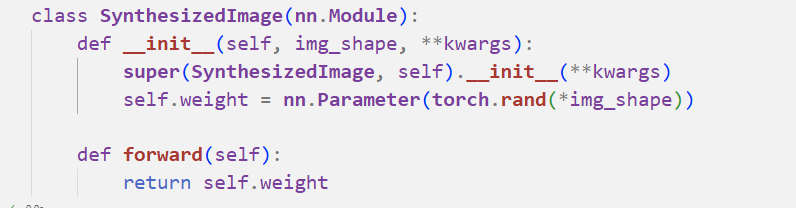 class SynthesizedImage(nn.Module):
    def __init__(self, img_shape, **kwargs):
        super(SynthesizedImage, self).__init__(**kwargs)
        self.weight = nn.Parameter(torch.rand(*img_shape))

    def forward(self):
        return self.weight